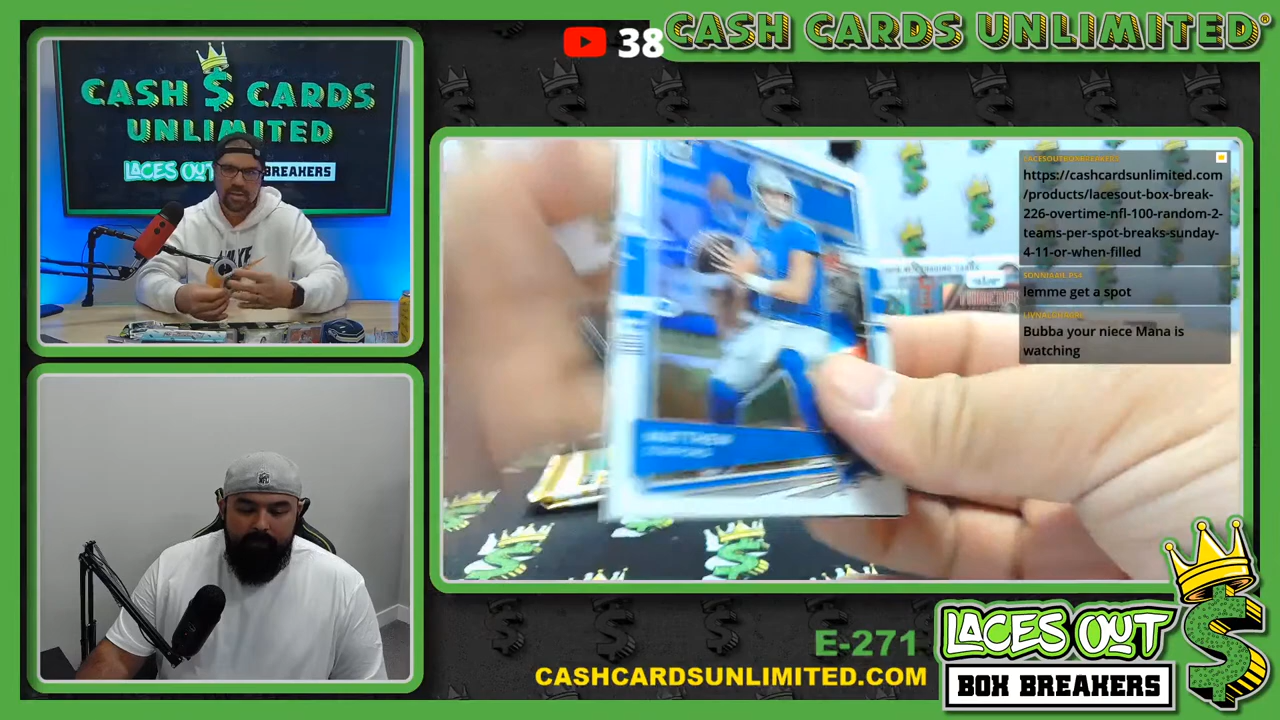 CASH CARDS UNLIMITED®
38
CASH $ CARDS
UNLIMITED
LACES OUT BREAKERS
https://cashcardsunlimited.com
/products/lacesout-box-break-
226-overtime-nfl-100-random-2-
teams-per-spot-breaks-sunday-
4-11-or-when-filled
lemme get a spot
Bubba your niece Mana is
watching
MATTHEW
E-271
CASHCARDSUNLIMITED.COM
LACES OUT
BOX BREAKERS